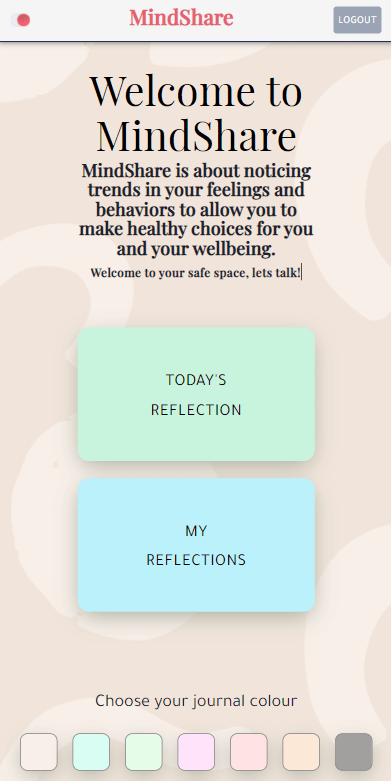 MindShare
LOGOUT
Welcome to
MindShare
MindShare is about noticing
trends in your feelings and
behaviors to allow you to
make healthy choices for you
and your wellbeing.
Welcome to your safe space, lets talk!
TODAY'S
REFLECTION
MY
REFLECTIONS
Choose your journal colour